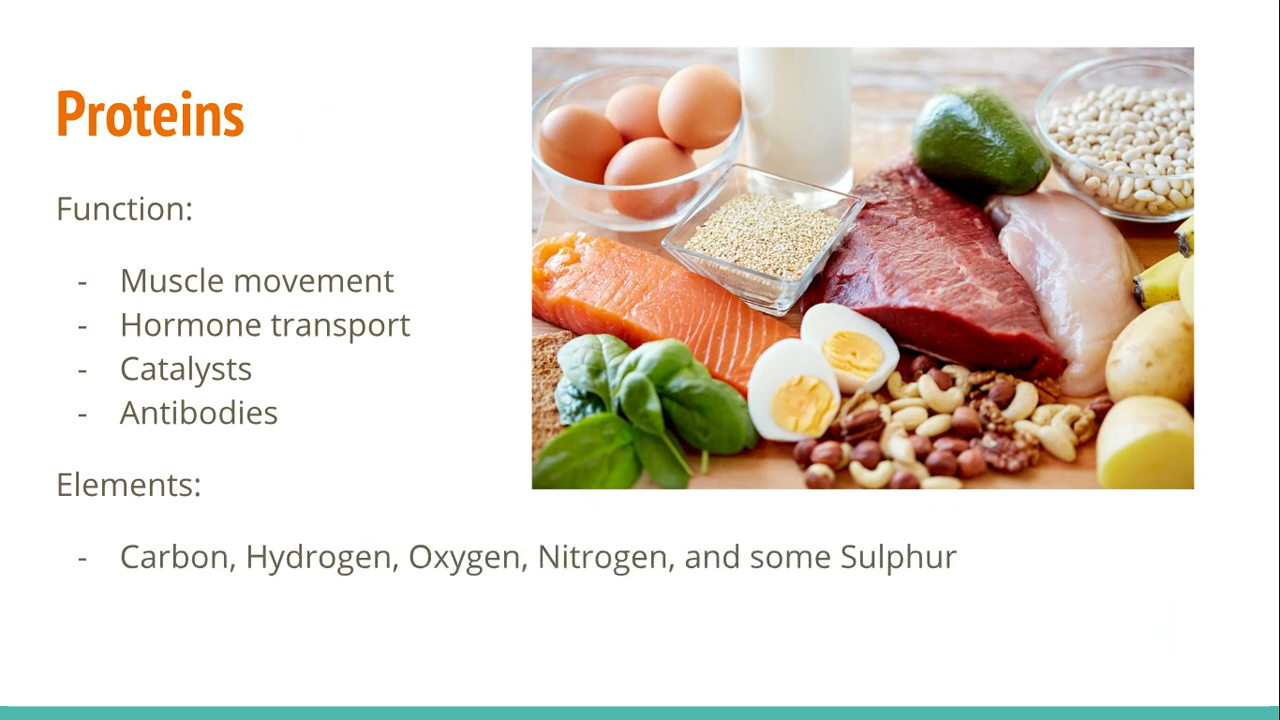 Proteins
Function:
- Muscle movement
- Hormone transport
- Catalysts
- Antibodies
Elements:
- Carbon, Hydrogen, Oxygen, Nitrogen, and some Sulphur